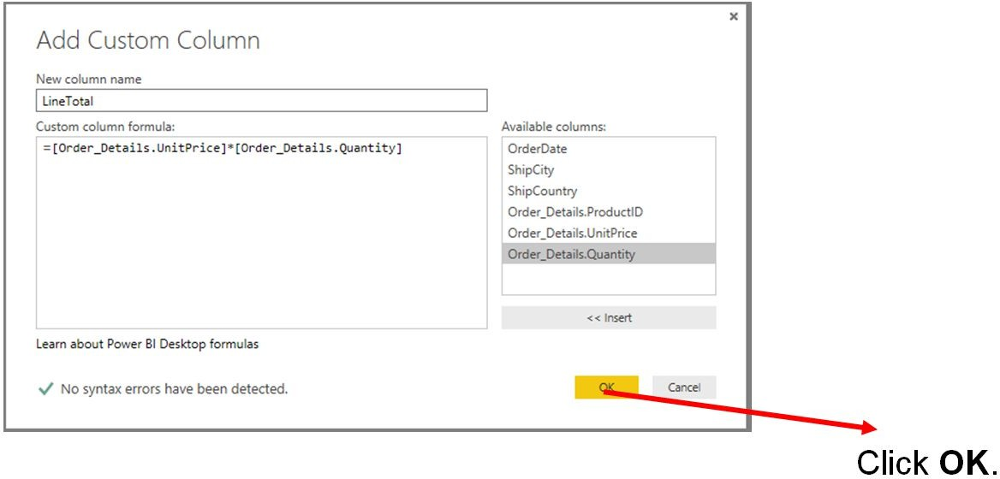 Add Custom Column
New column name
LineTotal
Custom column formula:
=[Order_Details.UnitPrice]*[Order_Details.Quantity]
Available columns:
OrderDate
ShipCity
ShipCountry
Order_Details.ProductID
Order_Details.UnitPrice
Order_Details.Quantity
<< Insert
Learn about Power BI Desktop formulas
No syntax errors have been detected.
OK
Cancel
Click OK.